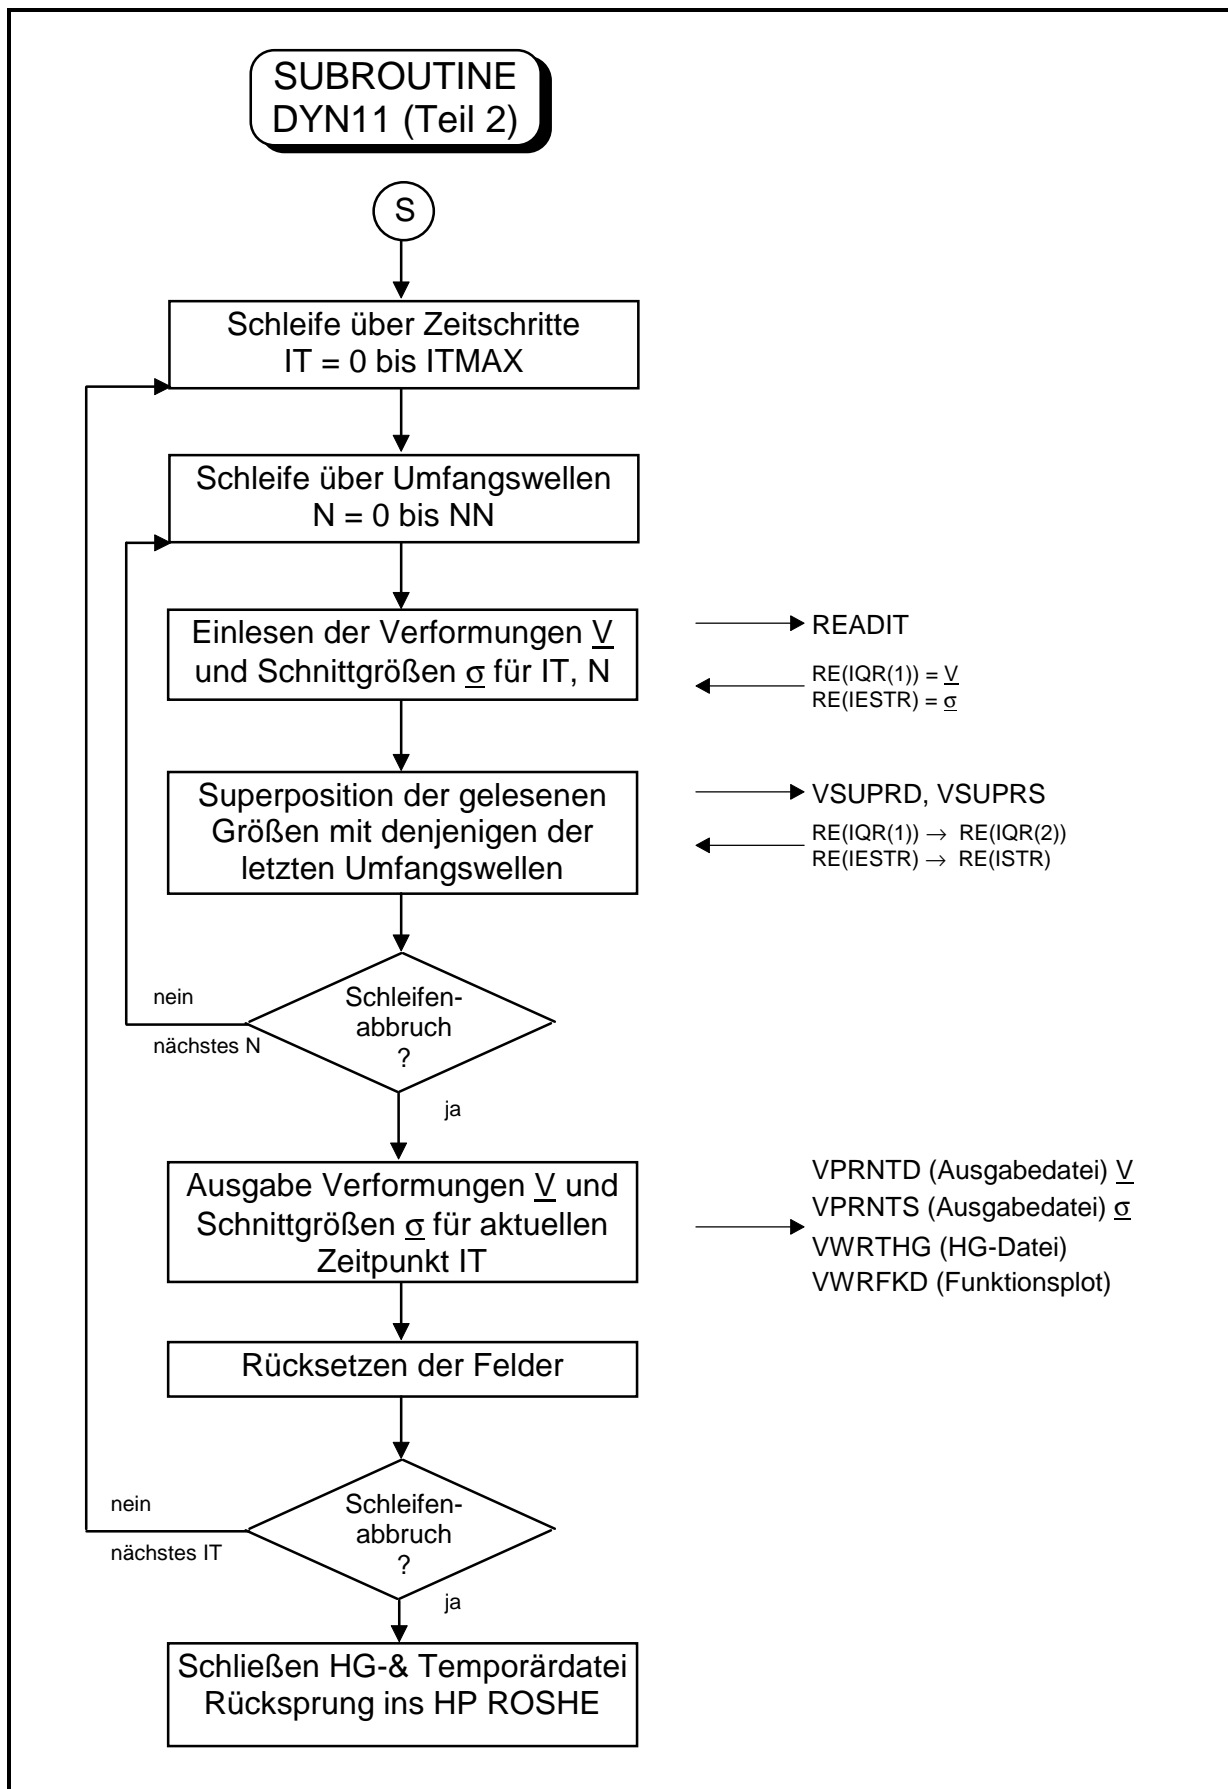 SUBROUTINE
DYN11 (Teil 2)
S
Schleife über Zeitschritte
IT = 0 bis ITMAX
Schleife über Umfangswellen
N = 0 bis NN
Einlesen der Verformungen V
und Schnittgrößen σ für IT, N
READIT
RE(IQR(1)) = V
RE(IESTR) = σ
Superposition der gelesenen
Größen mit denjenigen der
letzten Umfangswellen
VSUPRD, VSUPRS
RE(IQR(1)) → RE(IQR(2))
RE(IESTR) → RE(ISTR)
Schleifen-
abbruch
?
nein
nächstes N
ja
Ausgabe Verformungen V und
Schnittgrößen σ für aktuellen
Zeitpunkt IT
VPRNTD (Ausgabedatei) V
VPRNTS (Ausgabedatei) σ
VWRTHG (HG-Datei)
VWRFKD (Funktionsplot)
Rücksetzen der Felder
Schleifen-
abbruch
?
nein
nächstes IT
ja
Schließen HG-& Temporärdatei
Rücksprung ins HP ROSHE